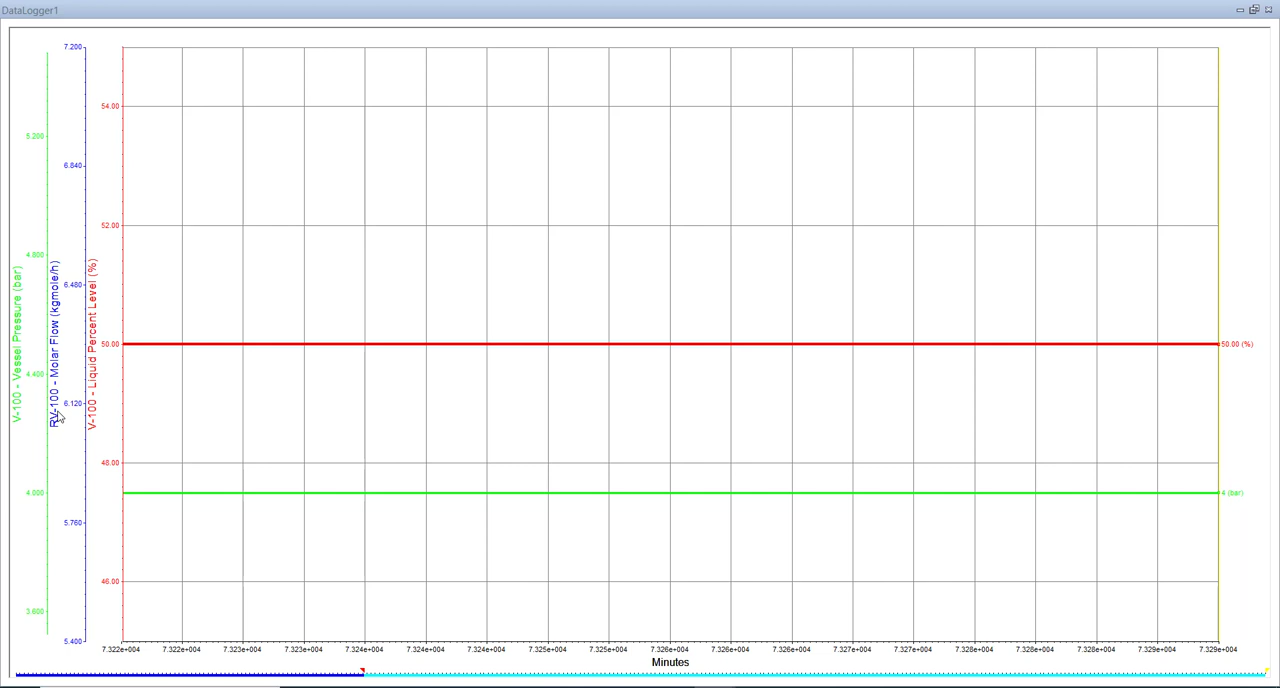 DataLogger1
V-100 - Vessel Pressure (bar)
5.200
4.800
4.400
4.000
3.600
RV-100 - Molar Flow (kgmole/h)
7.200
6.840
6.480
6.120
5.760
5.400
V-100 - Liquid Percent Level (%)
54.00
52.00
50.00
48.00
46.00
50.00 (%)
4 (bar)
7.322e+004 7.322e+004 7.323e+004 7.323e+004 7.324e+004 7.324e+004 7.324e+004 7.325e+004 7.325e+004 7.326e+004 7.326e+004 7.326e+004 7.327e+004 7.327e+004 7.328e+004 7.328e+004 7.328e+004 7.329e+004 7.329e+004
Minutes